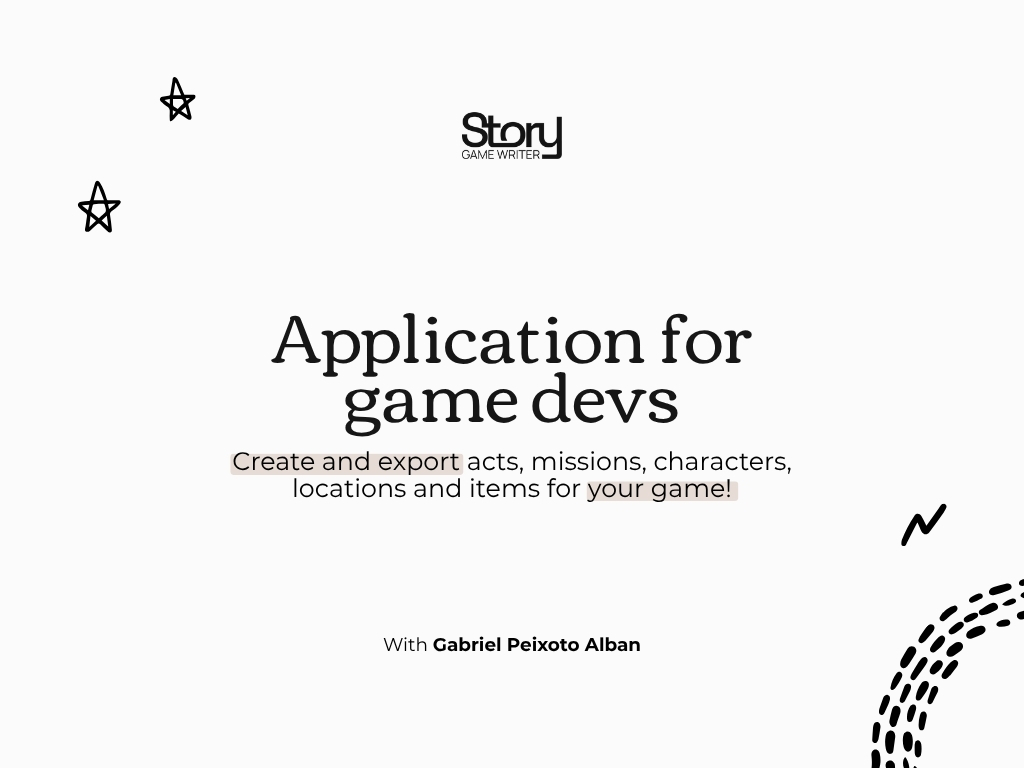 Story
GAME WRITER
Application for
game devs
Create and export acts, missions, characters,
locations and items for your game!
With Gabriel Peixoto Alban